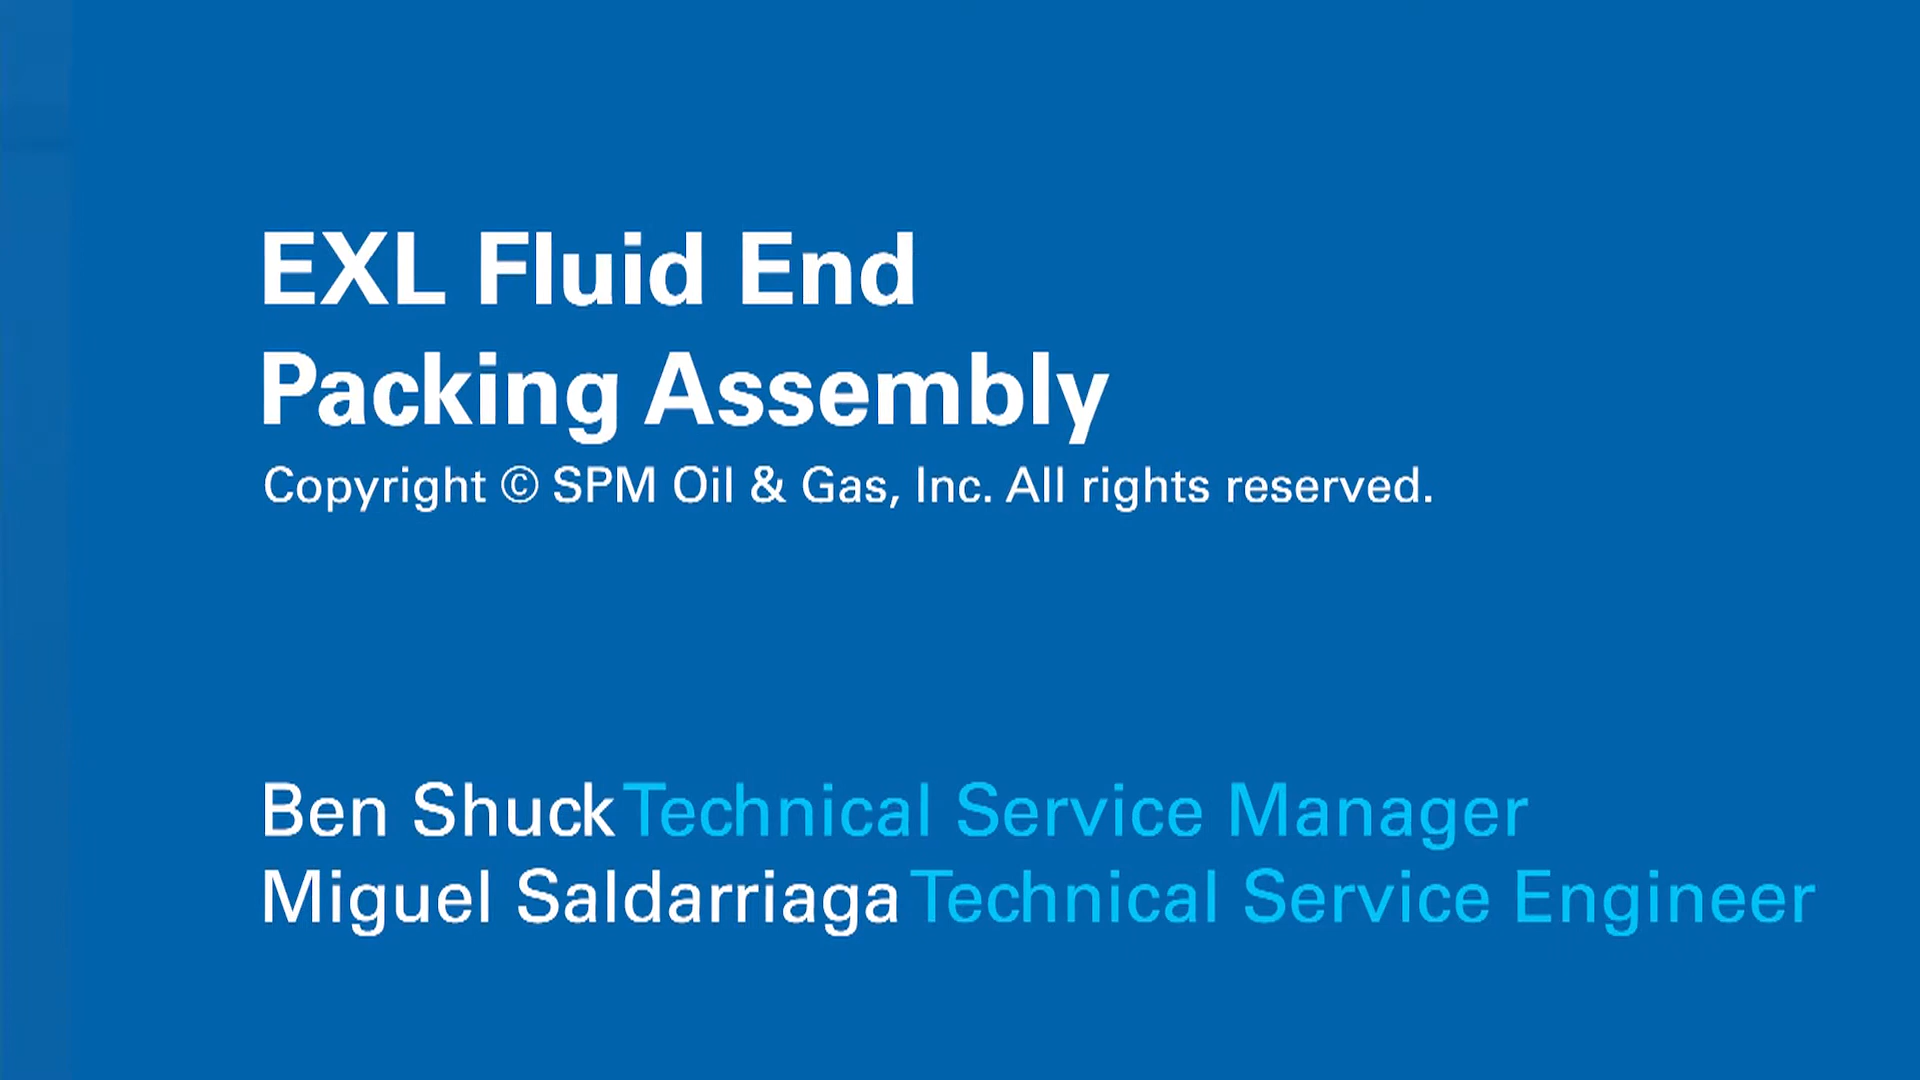 EXL Fluid End
Packing Assembly
Copyright © SPM Oil & Gas, Inc. All rights reserved.
Ben Shuck Technical Service Manager
Miguel Saldarriaga Technical Service Engineer